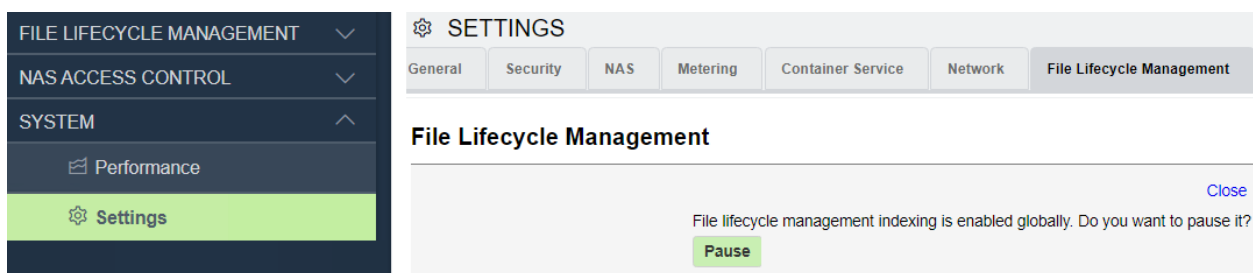 FILE LIFECYCLE MANAGEMENT
NAS ACCESS CONTROL
SYSTEM
Performance
Settings
SETTINGS
General Security NAS Metering Container Service Network File Lifecycle Management
File Lifecycle Management
Close
File lifecycle management indexing is enabled globally. Do you want to pause it?
Pause